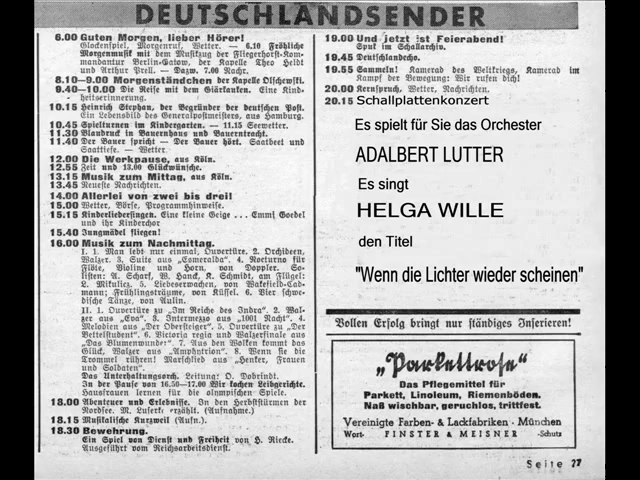 DEUTSCHLANDSENDER
6.00 Guten Morgen, lieber Hörer!
Glockenspiel, Morgenruf, Wetter. — 6.10 Fröhliche
Morgenmusik mit dem Musikzug der Fliegerhorst-Kom-
mandantur Berlin-Gatow, der Kapelle Theo Heldt
und Arthur Preil. — Dazw. 7.00 Nachr.
8.10—9.00 Morgenständchen der Kapelle Olschewski.
9.40—10.00 Die Reise mit dem Giärkasten. Eine Kin-
dheitserinnerung.
10.15 Heinrich Stephan, der Begründer der deutschen Post.
Ein Lebensbild des Generalpostmeisters, aus Hamburg.
10.45 Spielturnen im Kindergarten. — 11.15 Seewetter.
11.30 Blaudruck in Bauernhaus und Bauerntracht.
11.40 Der Bauer spricht — Der Bauer hört. Saatbeet und
Saattiefe. — Wetter
12.00 Die Werkpause, aus Köln.
12.55 Zeit und 13.00 Glückwünsche.
13.15 Musik zum Mittag, aus Köln.
13.45 Neueste Nachrichten.
14.00 Allerlei von zwei bis drei!
15.00 Wetter, Börse, Programmhinweise.
15.15 Kinderliedersingen. Eine kleine Geige ... Emmi Goedel
und ihr Kinderchor
15.40 Jungmädel fliegen!
16.00 Musik zum Nachmittag.
I. 1. Man lebt nur einmal, Ouvertüre. 2. Orchideen,
Walzer. 3. Suite aus „Esmeralda“. 4. Notturno für
Flöte, Violine und Horn, von Doppler. So-
listen: A. Scharf, W. Hanck, K. Schmidt, am Flügel:
L. Mikulicz. 5. Liebeserwachen, von Wakefield-Cad-
mann; Frühlingsträume, von Küssel. 6. Vier schwe-
dische Tänze, von Aulin.
II. 1. Ouvertüre zu „Im Reiche des Indra“. 2. Wal-
zer aus „Eva“. 3. Intermezzo aus „1001 Nacht“. 4.
Melodien aus „Der Obersteiger“. 5. Ouvertüre zu „Der
Bettelstudent“. 6. Victoria regia und Walzerfinale aus
„Das Blumenwunder“. 7. Aus den Wolken kommt das
Glück, Walzer aus „Amphytrion“. 8. Wenn sie die
Trommel rühren! Marschlied aus „Henker, Frauen
und Soldaten“.
Das Unterhaltungsorch. Leitung: O. Dobrindt.
In der Pause von 16.50—17.00 Wir kochen Leibgerichte.
Hausfrauen lernen für die olympischen Spiele.
18.00 Abenteuer und Erlebnisse. In den Herbststürmen der
Nordsee. M. Luserke erzählt. (Aufnahme.)
18.15 Musikalische Kurzweil (Aufn.).
18.30 Bewehrung.
Ein Spiel von Dienst und Freiheit von H. Riecke.
Ausgeführt vom Reichsarbeitsdienst.
19.00 Und jetzt ist Feierabend!
Spuk im Schallarchiv.
19.45 Deutschlandecho.
19.55 Sammeln! Kamerad des Weltkriegs, Kamerad im
Kampf der Bewegung: Wir rufen dich!
20.00 Kernspruch, Wetter, Nachrichten.
20.15 Schallplattenkonzert
Es spielt für Sie das Orchester
ADALBERT LUTTER
Es singt
HELGA WILLE
den Titel
"Wenn die Lichter wieder scheinen"
Vollen Erfolg bringt nur ständiges Inserieren!
„Parkettrose“
Das Pflegemittel für
Parkett, Linoleum, Riemenböden.
Naß wischbar, geruchlos, trittfest.
Vereinigte Farben- & Lackfabriken · München
Wort- FINSTER & MEISNER -Schutz
Seite 27